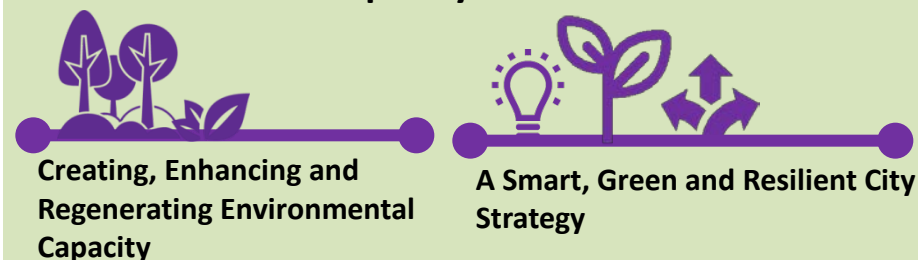 Creating, Enhancing and
Regenerating Environmental
Capacity
A Smart, Green and Resilient City
Strategy